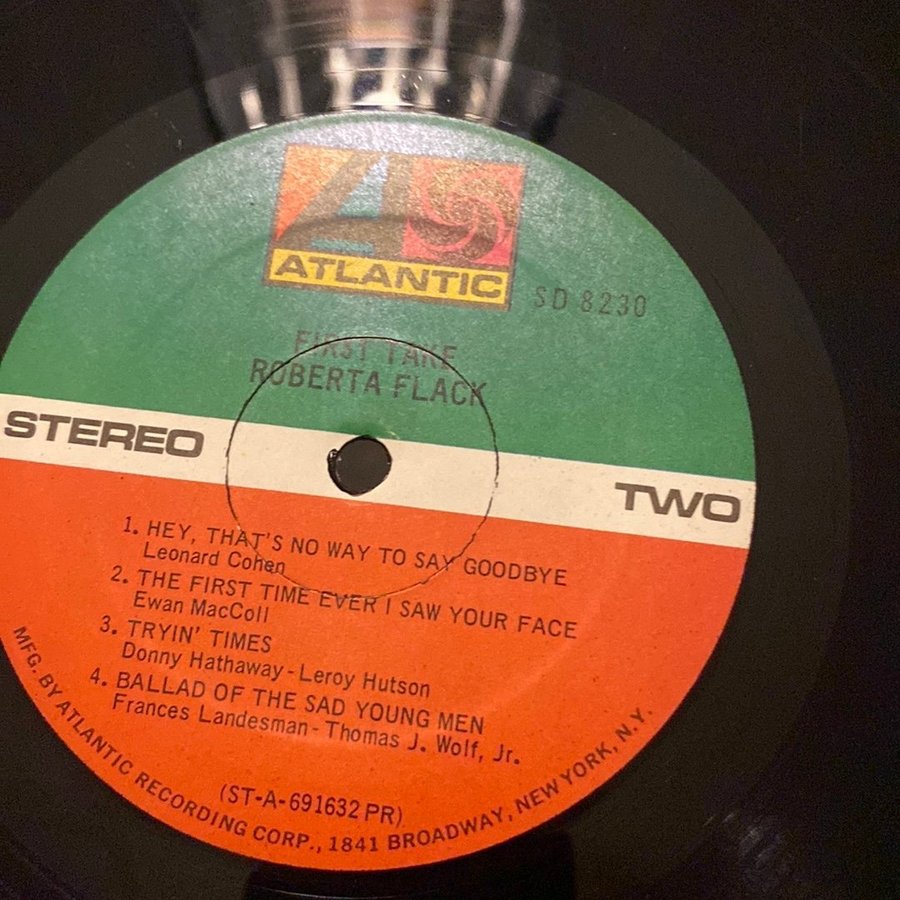 ATLANTIC
SD 8230
FIRST TAKE
ROBERTA FLACK
STEREO
TWO
1. HEY, THAT'S NO WAY TO SAY GOODBYE
Leonard Cohen
2. THE FIRST TIME EVER I SAW YOUR FACE
Ewan MacColl
3. TRYIN' TIMES
Donny Hathaway - Leroy Hutson
4. BALLAD OF THE SAD YOUNG MEN
Frances Landesman - Thomas J. Wolf, Jr.
(ST-A-691632 PR)
MFG. BY ATLANTIC RECORDING CORP., 1841 BROADWAY, NEW YORK, N.Y.